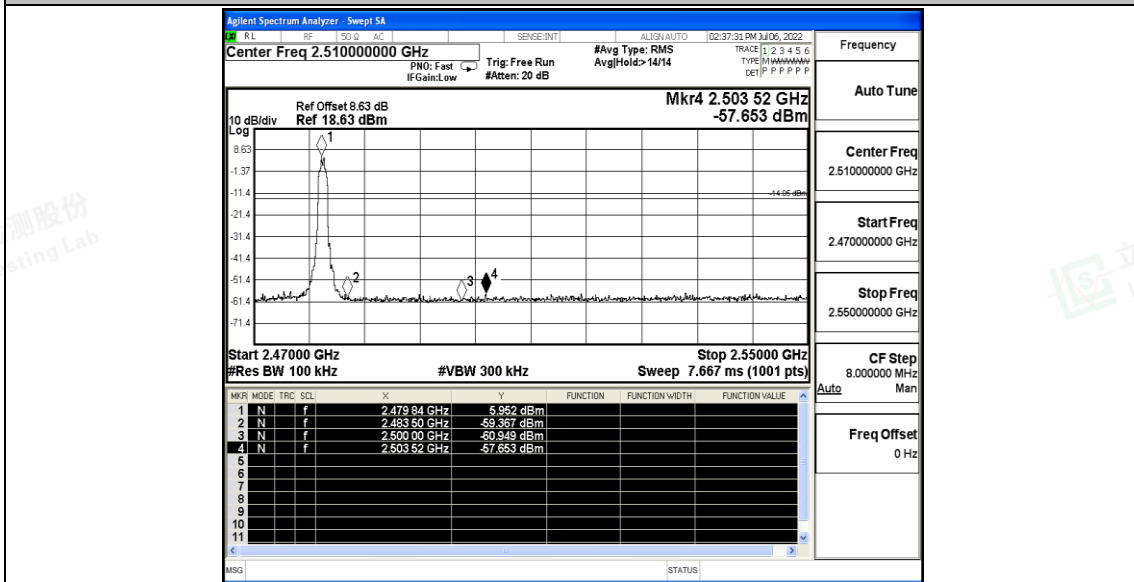 Agilent Spectrum Analyzer - Swept SA
RL RF 50 Ω AC SENSE:INT ALIGN AUTO 02:37:31 PM Jul 06, 2022
Center Freq 2.510000000 GHz
PNO: Fast
IFGain:Low
Trig: Free Run
#Atten: 20 dB
#Avg Type: RMS
Avg|Hold:>14/14
TRACE 1 2 3 4 5 6
TYPE M WWWWW
DET P P P P P P
Ref Offset 8.63 dB
Ref 18.63 dBm
10 dB/div
Log
Mkr4 2.503 52 GHz
-57.653 dBm
8.63
-1.37
-11.4
-21.4
-31.4
-41.4
-51.4
-61.4
-71.4
1
2
3
4
-14.05 dBm
Start 2.47000 GHz
Stop 2.55000 GHz
#Res BW 100 kHz
#VBW 300 kHz
Sweep 7.667 ms (1001 pts)
MKR MODE TRC SCL X Y FUNCTION FUNCTION WIDTH FUNCTION VALUE
1 N f 2.479 84 GHz 5.952 dBm
2 N f 2.483 50 GHz -59.367 dBm
3 N f 2.500 00 GHz -60.949 dBm
4 N f 2.503 52 GHz -57.653 dBm
5
6
7
8
9
10
11
MSG
STATUS
Frequency
Auto Tune
Center Freq
2.510000000 GHz
Start Freq
2.470000000 GHz
Stop Freq
2.550000000 GHz
CF Step
8.000000 MHz
Auto Man
Freq Offset
0 Hz
测股份
sting Lab
立